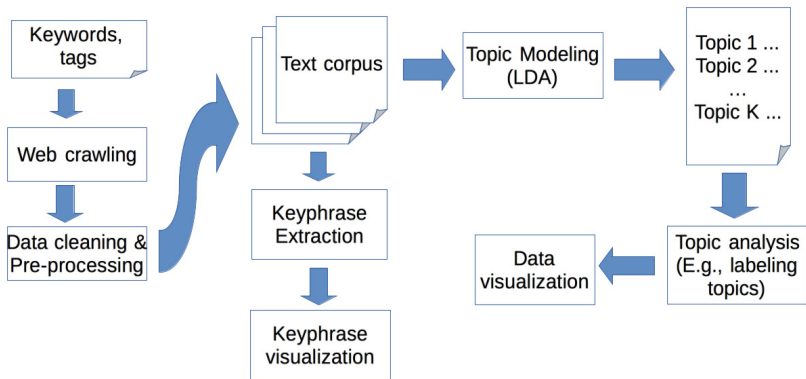 Keywords,
tags
Web crawling
Data cleaning &
Pre-processing
Text corpus
Keyphrase
Extraction
Keyphrase
visualization
Topic Modeling
(LDA)
Topic 1 ...
Topic 2 ...
...
Topic K ...
Topic analysis
(E.g., labeling
topics)
Data
visualization